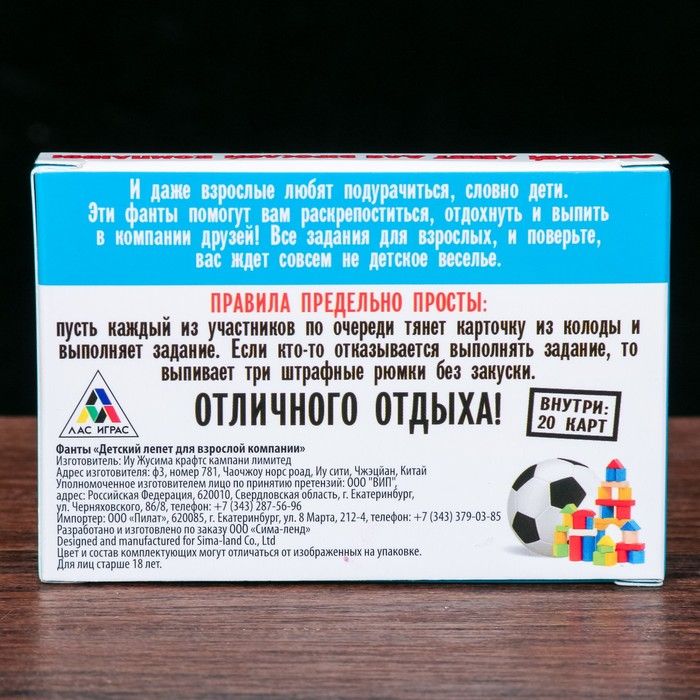 ДЕТСКИЙ ЛЕПЕТ ДЛЯ ВЗРОСЛОЙ КОМПАНИИ
И даже взрослые любят подурачиться, словно дети.
Эти фанты помогут вам раскрепоститься, отдохнуть и выпить
в компании друзей! Все задания для взрослых, и поверьте,
вас ждет совсем не детское веселье.
ПРАВИЛА ПРЕДЕЛЬНО ПРОСТЫ:
пусть каждый из участников по очереди тянет карточку из колоды и
выполняет задание. Если кто-то отказывается выполнять задание, то
выпивает три штрафные рюмки без закуски.
ОТЛИЧНОГО ОТДЫХА!
ВНУТРИ:
20 КАРТ
ЛАС ИГРАС
Фанты «Детский лепет для взрослой компании»
Изготовитель: Иу Жусима крафтс кампани лимитед
Адрес изготовителя: ф3, номер 781, Чаочжоу норс роад, Иу сити, Чжэцйан, Китай
Уполномоченное изготовителем лицо по принятию претензий: ООО "ВИП",
адрес: Российская Федерация, 620010, Свердловская область, г. Екатеринбург,
ул. Черняховского, 86/8, телефон: +7 (343) 287-56-96
Импортер: ООО «Пилат», 620085, г. Екатеринбург, ул. 8 Марта, 212-4, телефон: +7 (343) 379-03-85
Разработано и изготовлено по заказу ООО «Сима-ленд»
Designed and manufactured for Sima-land Co., Ltd
Цвет и состав комплектующих могут отличаться от изображенных на упаковке.
Для лиц старше 18 лет.